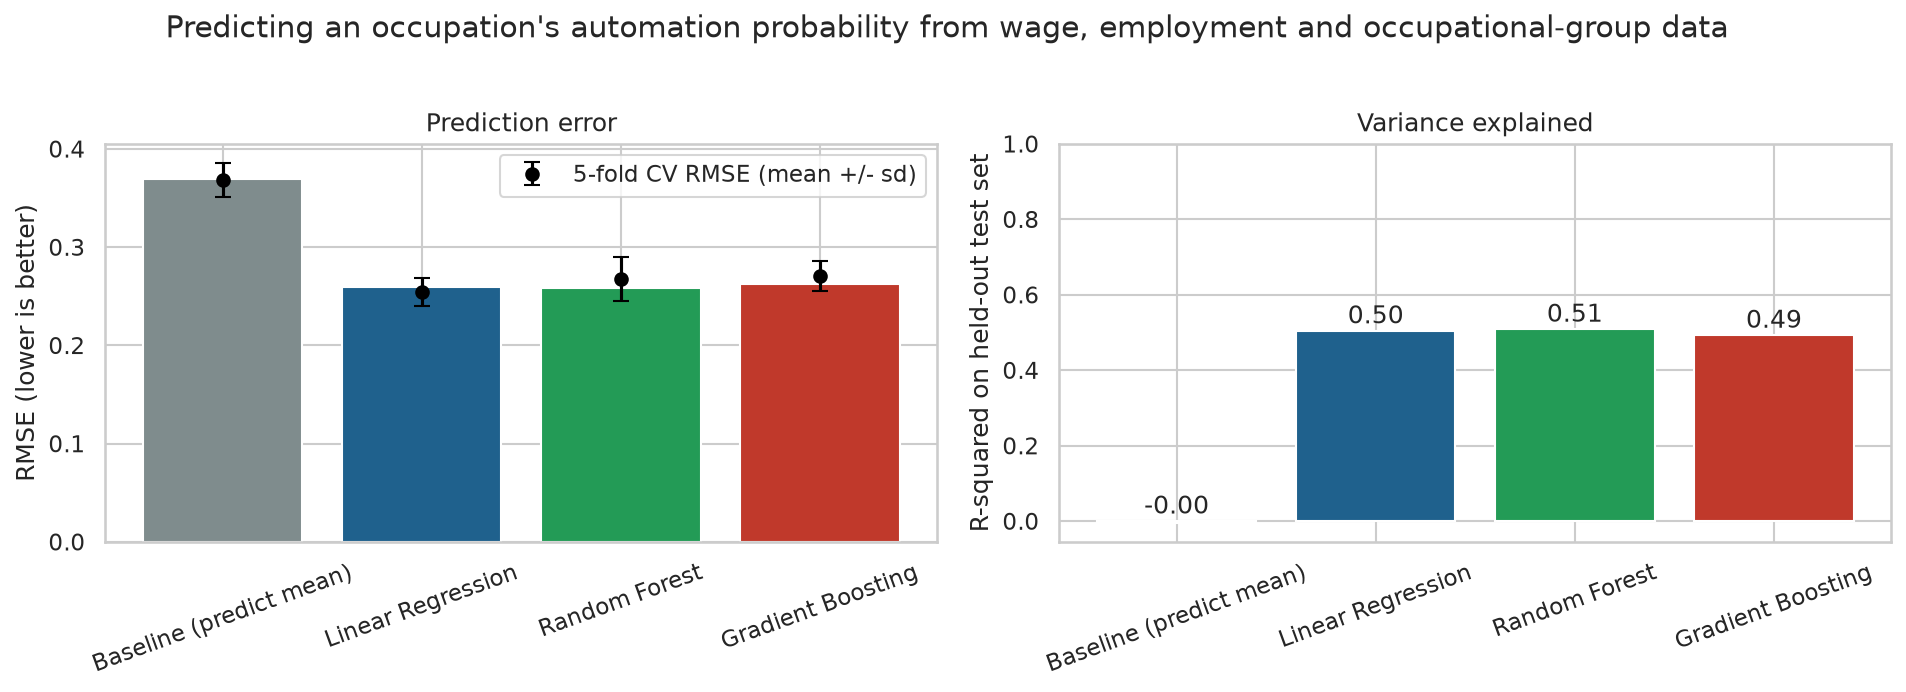 Predicting an occupation's automation probability from wage, employment and occupational-group data
Prediction error
RMSE (lower is better)
0.4
0.3
0.2
0.1
0.0
5-fold CV RMSE (mean +/- sd)
Baseline (predict mean)
Linear Regression
Random Forest
Gradient Boosting
Variance explained
R-squared on held-out test set
1.0
0.8
0.6
0.4
0.2
0.0
-0.00
0.50
0.51
0.49
Baseline (predict mean)
Linear Regression
Random Forest
Gradient Boosting